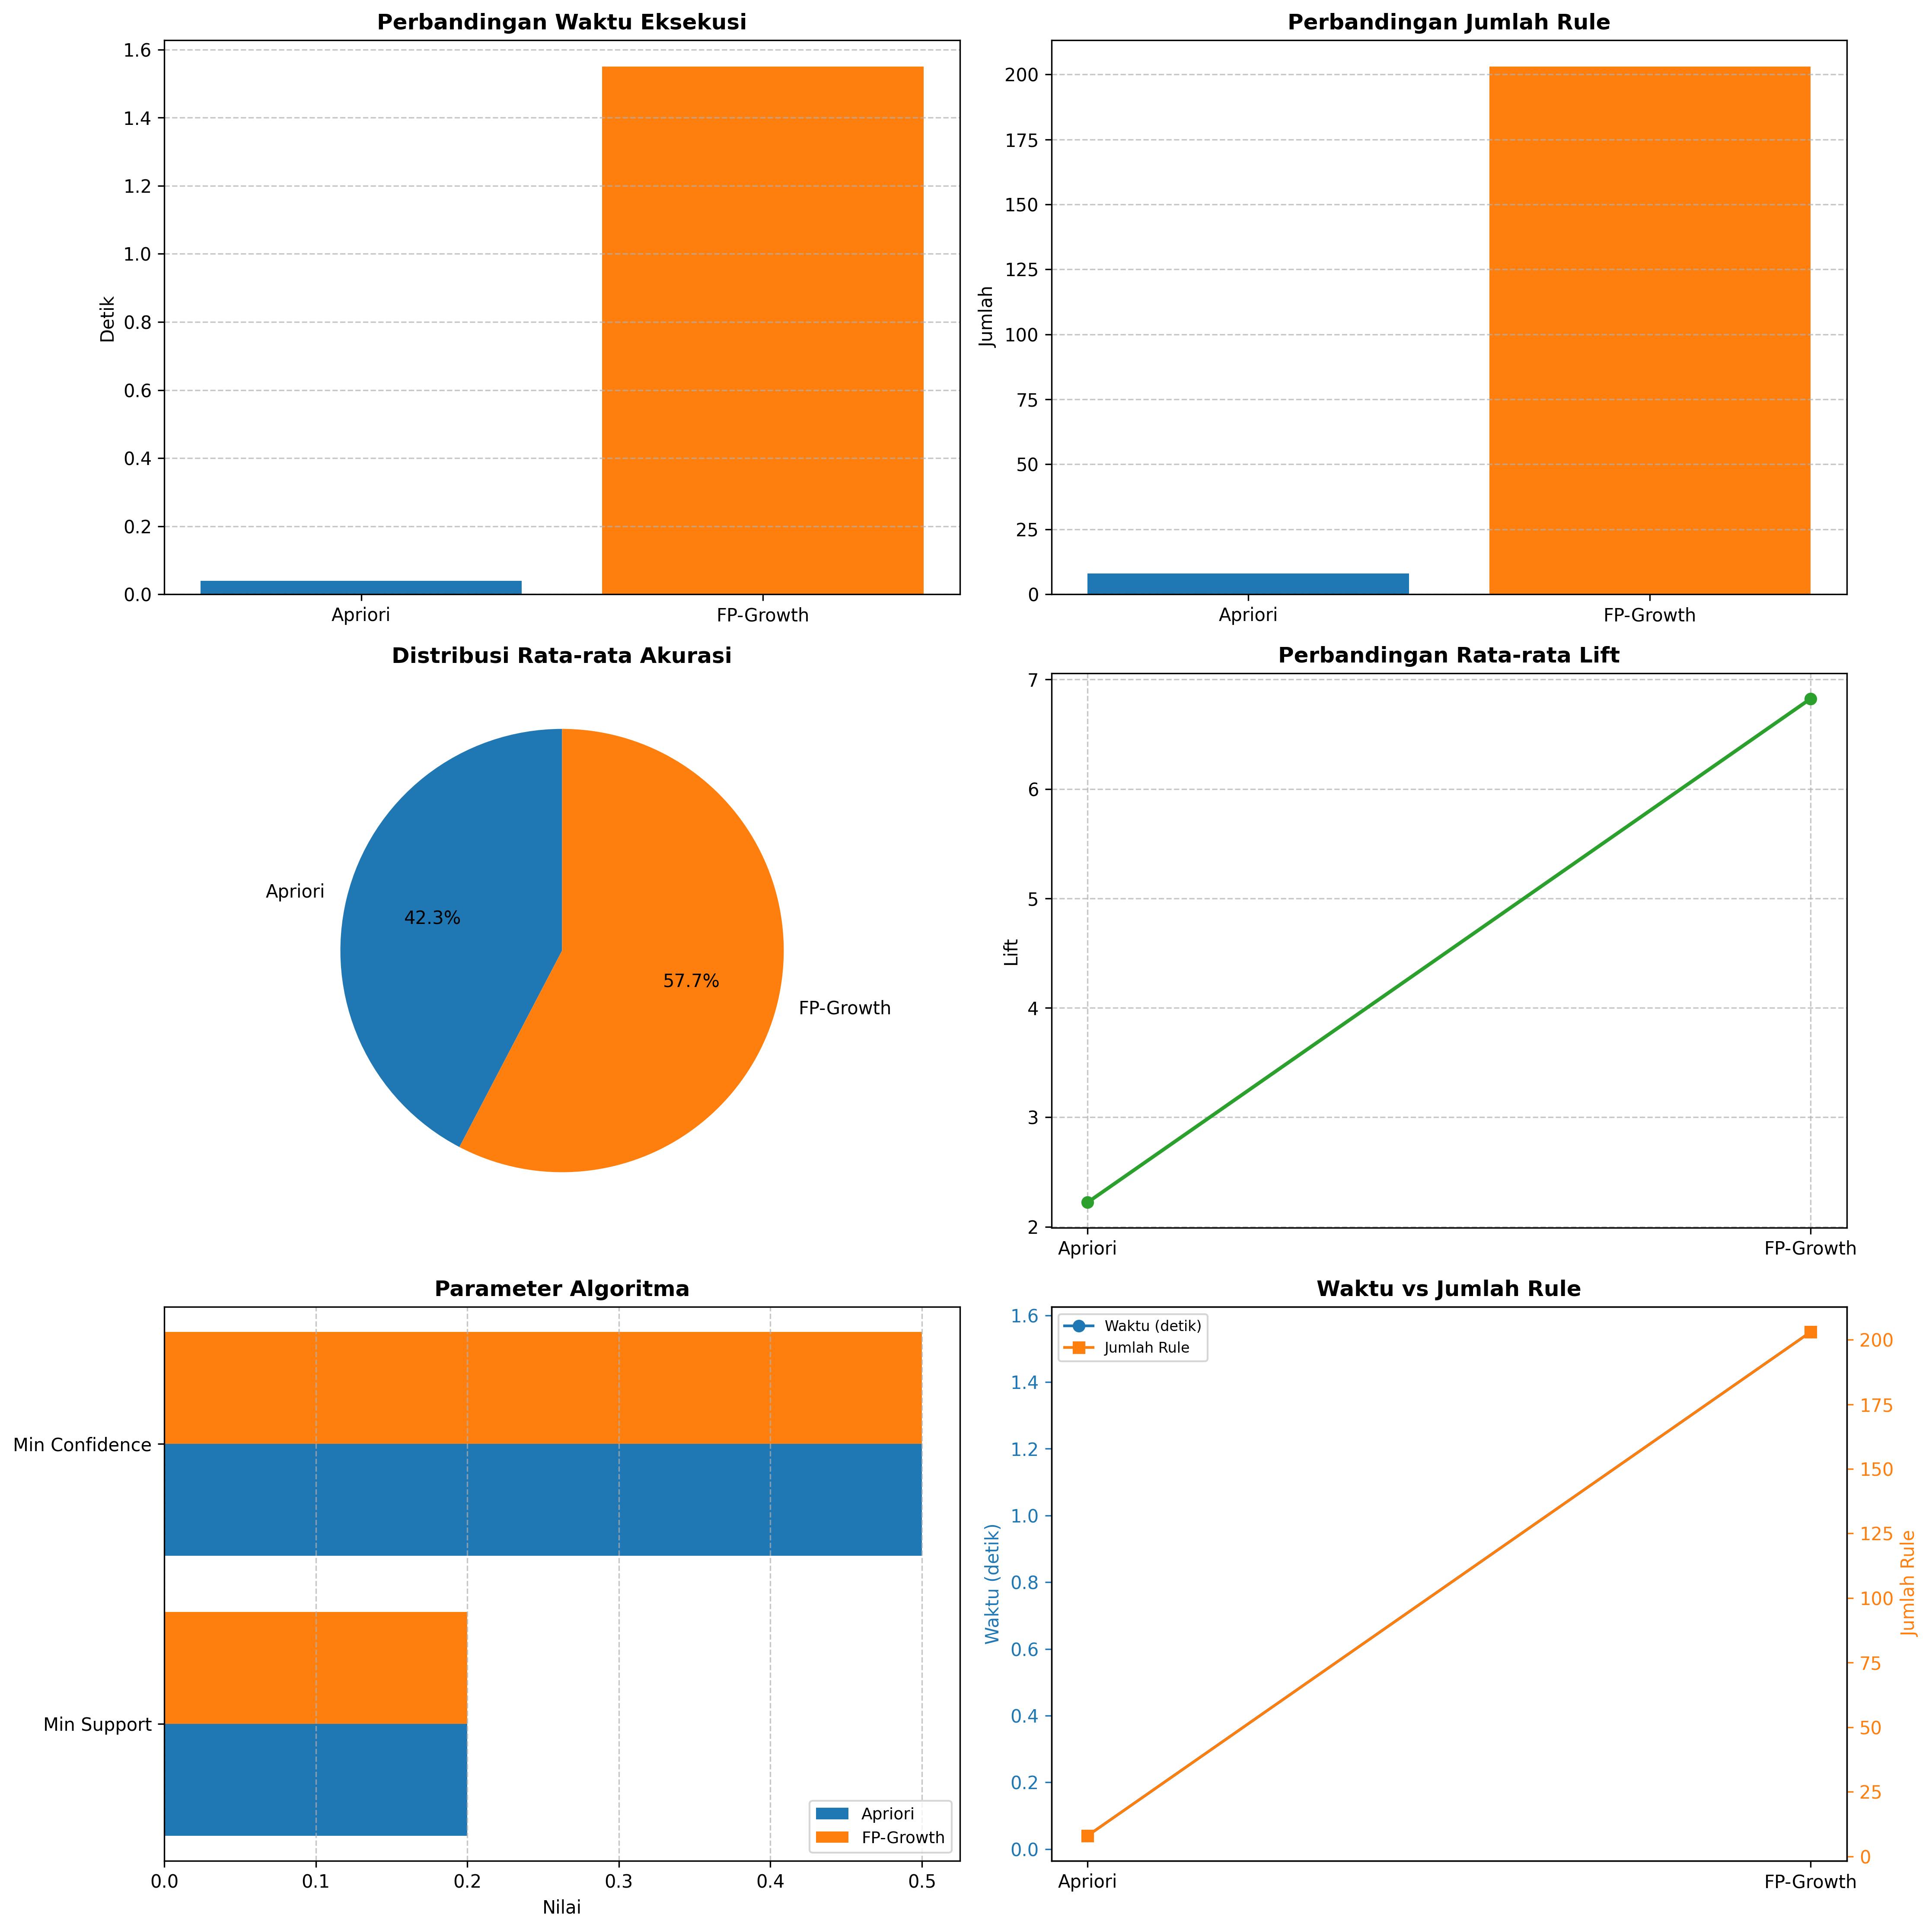 Perbandingan Waktu Eksekusi
1.6
1.4
1.2
1.0
0.8
0.6
0.4
0.2
0.0
Detik
Apriori
FP-Growth
Perbandingan Jumlah Rule
200
175
150
125
100
75
50
25
0
Jumlah
Apriori
FP-Growth
Distribusi Rata-rata Akurasi
Apriori
42.3%
57.7%
FP-Growth
Perbandingan Rata-rata Lift
7
6
5
4
3
2
Lift
Apriori
FP-Growth
Parameter Algoritma
Min Confidence
Min Support
Apriori
FP-Growth
0.0
0.1
0.2
0.3
0.4
0.5
Nilai
Waktu vs Jumlah Rule
Waktu (detik)
Jumlah Rule
1.6
1.4
1.2
1.0
0.8
0.6
0.4
0.2
0.0
Waktu (detik)
200
175
150
125
100
75
50
25
0
Jumlah Rule
Apriori
FP-Growth